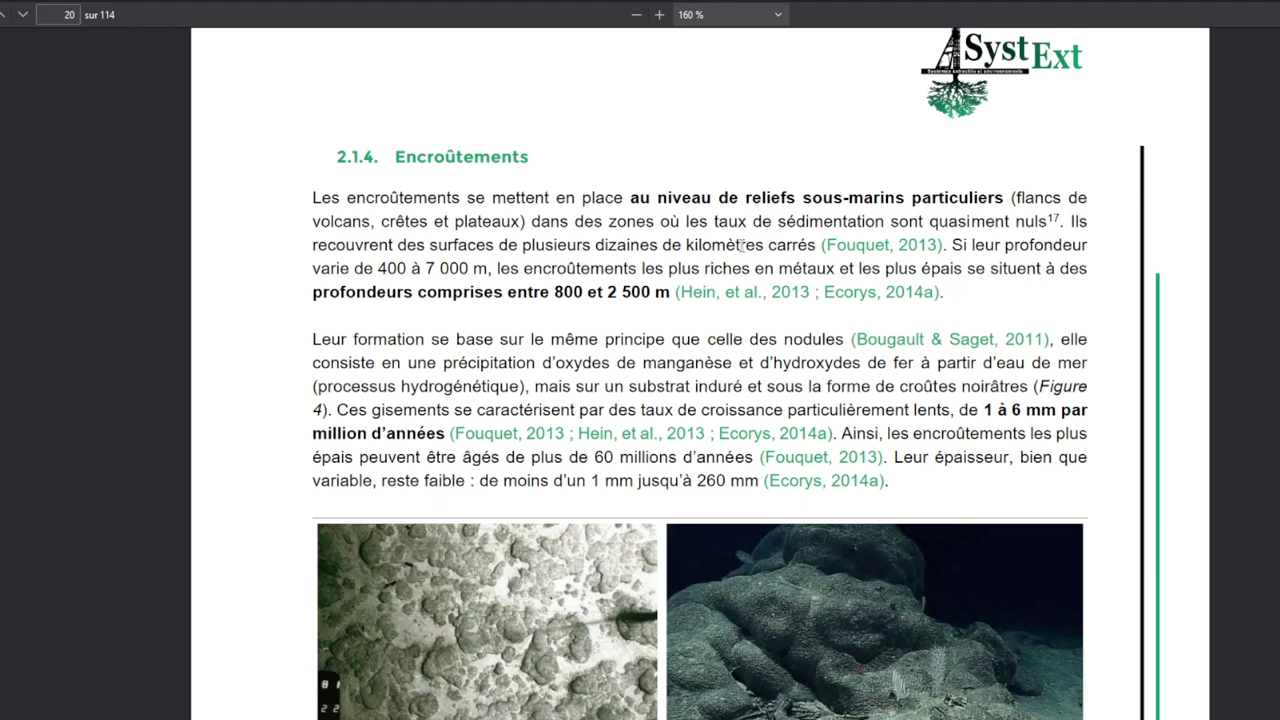 20 sur 114
160 %
SystExt
Systèmes extractifs et environnements
2.1.4. Encroûtements
Les encroûtements se mettent en place au niveau de reliefs sous-marins particuliers (flancs de
volcans, crêtes et plateaux) dans des zones où les taux de sédimentation sont quasiment nuls17. Ils
recouvrent des surfaces de plusieurs dizaines de kilomètres carrés (Fouquet, 2013). Si leur profondeur
varie de 400 à 7 000 m, les encroûtements les plus riches en métaux et les plus épais se situent à des
profondeurs comprises entre 800 et 2 500 m (Hein, et al., 2013 ; Ecorys, 2014a).
Leur formation se base sur le même principe que celle des nodules (Bougault & Saget, 2011), elle
consiste en une précipitation d'oxydes de manganèse et d'hydroxydes de fer à partir d'eau de mer
(processus hydrogénétique), mais sur un substrat induré et sous la forme de croûtes noirâtres (Figure
4). Ces gisements se caractérisent par des taux de croissance particulièrement lents, de 1 à 6 mm par
million d'années (Fouquet, 2013 ; Hein, et al., 2013 ; Ecorys, 2014a). Ainsi, les encroûtements les plus
épais peuvent être âgés de plus de 60 millions d'années (Fouquet, 2013). Leur épaisseur, bien que
variable, reste faible : de moins d'un 1 mm jusqu'à 260 mm (Ecorys, 2014a).